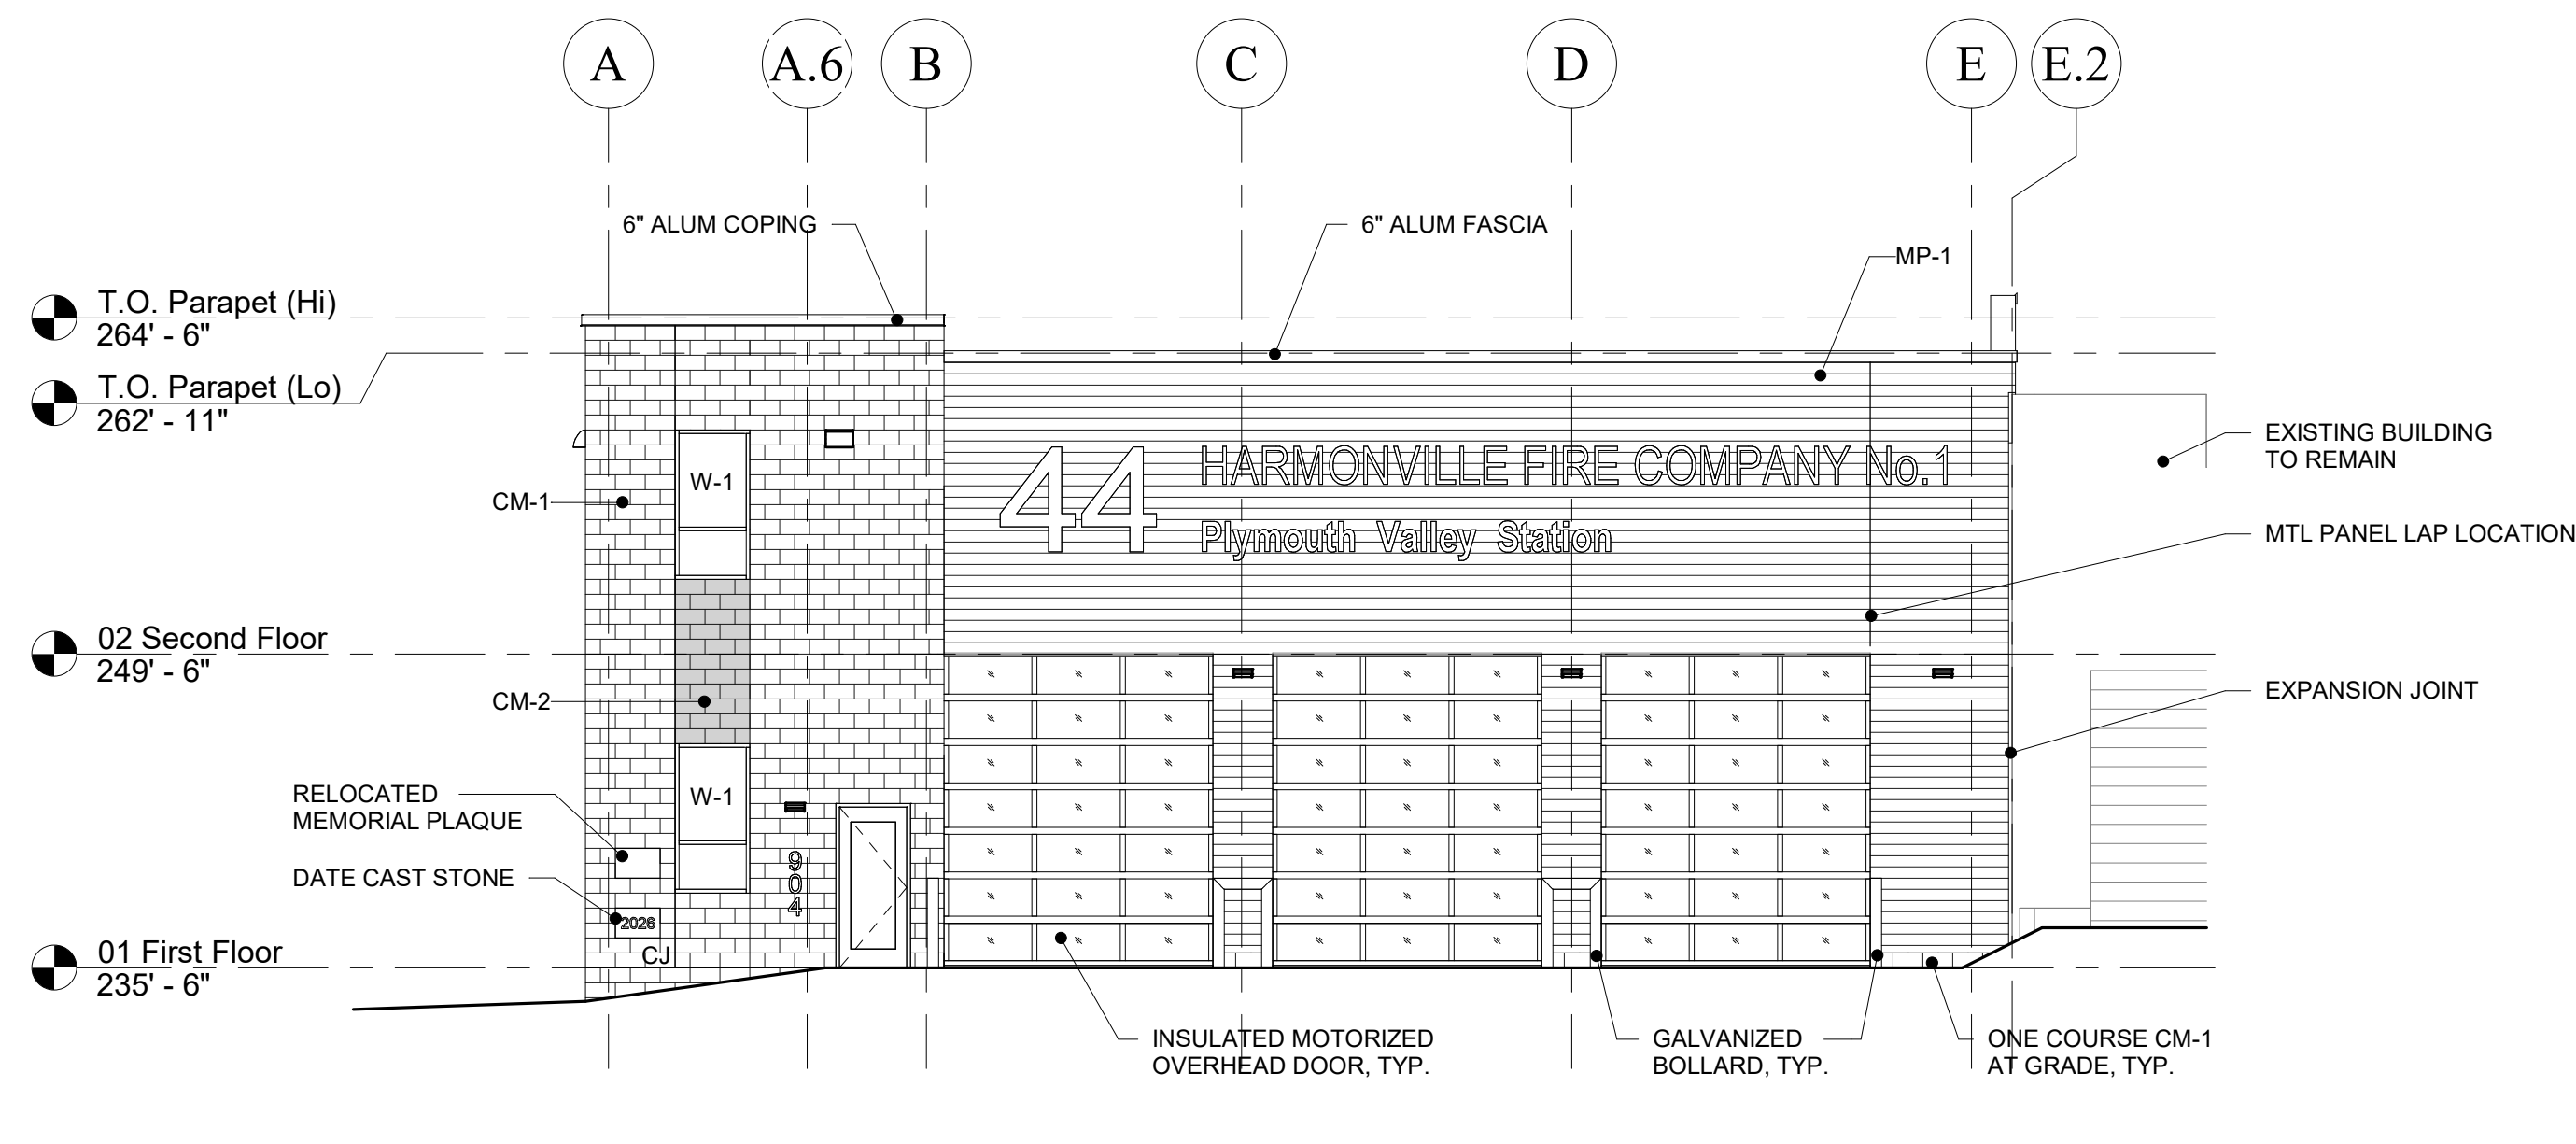 A A.6 B C D E E.2
6" ALUM COPING
6" ALUM FASCIA
MP-1
T.O. Parapet (Hi)
264' - 6"
T.O. Parapet (Lo)
262' - 11"
EXISTING BUILDING
TO REMAIN
44
HARMONVILLE FIRE COMPANY No.1
Plymouth Valley Station
W-1
CM-1
MTL PANEL LAP LOCATION
02 Second Floor
249' - 6"
CM-2
EXPANSION JOINT
W-1
RELOCATED
MEMORIAL PLAQUE
904
DATE CAST STONE
2026
CJ
01 First Floor
235' - 6"
INSULATED MOTORIZED
OVERHEAD DOOR, TYP.
GALVANIZED
BOLLARD, TYP.
ONE COURSE CM-1
AT GRADE, TYP.